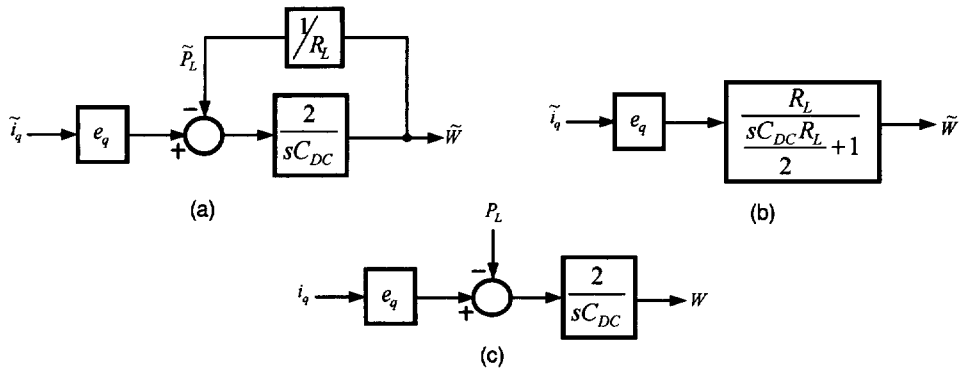 1/R_L
P̃_L
−
ĩ_q
e_q
+
2
sC_DC
W̃
(a)
ĩ_q
e_q
R_L
sC_DC R_L
2
+1
W̃
(b)
P_L
−
i_q
e_q
+
2
sC_DC
W
(c)